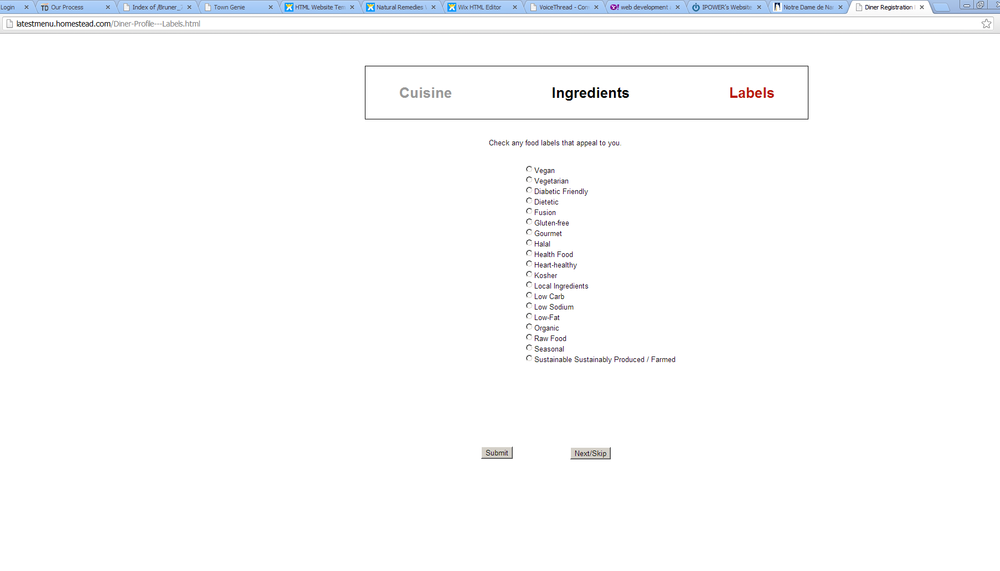 Login
Our Process
Index of /Bruner_
Town Genie
HTML Website Tem
Natural Remedies
Wix HTML Editor
VoiceThread - Con
web development
IPOWER's Website
Notre Dame de Na
Diner Registration
latestmenu.homestead.com/Diner-Profile---Labels.html
Cuisine
Ingredients
Labels
Check any food labels that appeal to you.
Vegan
Vegetarian
Diabetic Friendly
Dietetic
Fusion
Gluten-free
Gourmet
Halal
Health Food
Heart-healthy
Kosher
Local Ingredients
Low Carb
Low Sodium
Low-Fat
Organic
Raw Food
Seasonal
Sustainable Sustainably Produced / Farmed
Submit
Next/Skip